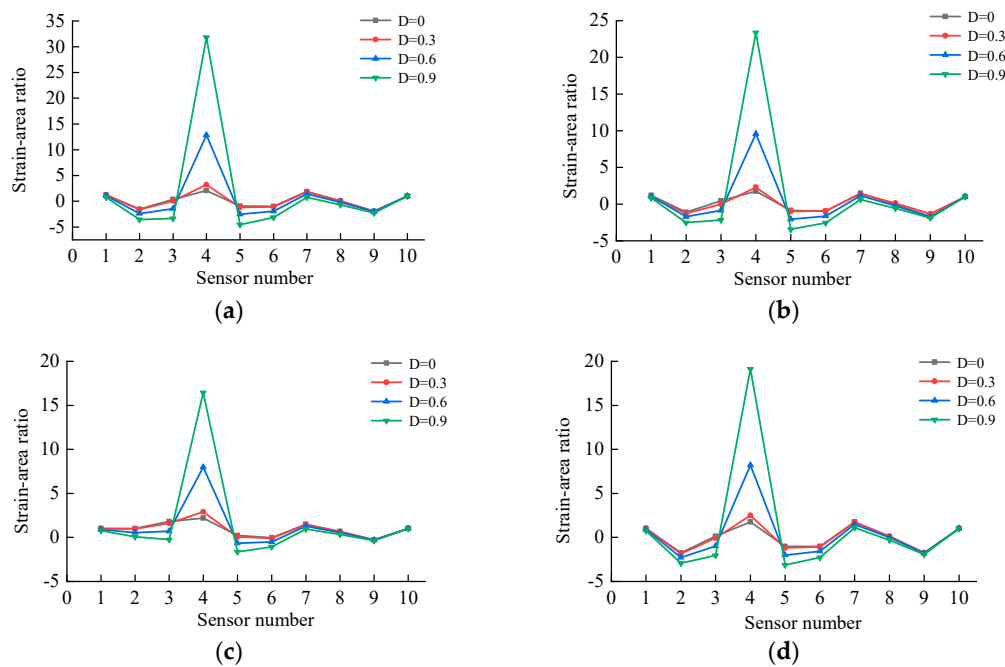 35
30
25
20
15
10
5
0
-5
Strain-area ratio
D=0
D=0.3
D=0.6
D=0.9
0 1 2 3 4 5 6 7 8 9 10
Sensor number
(a)
25
20
15
10
5
0
-5
Strain-area ratio
D=0
D=0.3
D=0.6
D=0.9
0 1 2 3 4 5 6 7 8 9 10
Sensor number
(b)
20
15
10
5
0
-5
Strain-area ratio
D=0
D=0.3
D=0.6
D=0.9
0 1 2 3 4 5 6 7 8 9 10
Sensor number
(c)
20
15
10
5
0
-5
Strain-area ratio
D=0
D=0.3
D=0.6
D=0.9
0 1 2 3 4 5 6 7 8 9 10
Sensor number
(d)